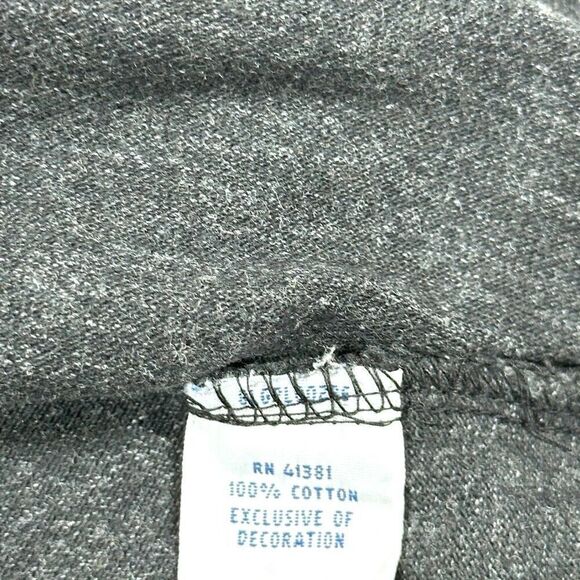 RN 41381
100% COTTON
EXCLUSIVE OF
DECORATION